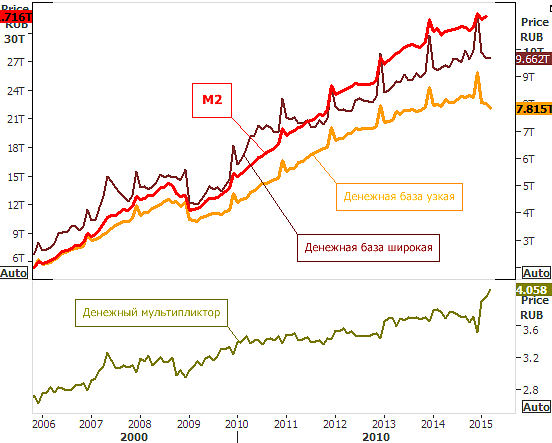 Price
.716T
RUB
30T
27T
24T
21T
18T
15T
12T
9T
6T
Auto
Price
RUB
10T
9.662T
9T
8T
7.815T
7T
6T
5T
4T
3T
Auto
M2
Денежная база узкая
Денежная база широкая
4.058
Price
RUB
3.6
3.2
2.8
Auto
Денежный мультипликтор
2006 2007 2008 2009 2010 2011 2012 2013 2014 2015
2000 2010